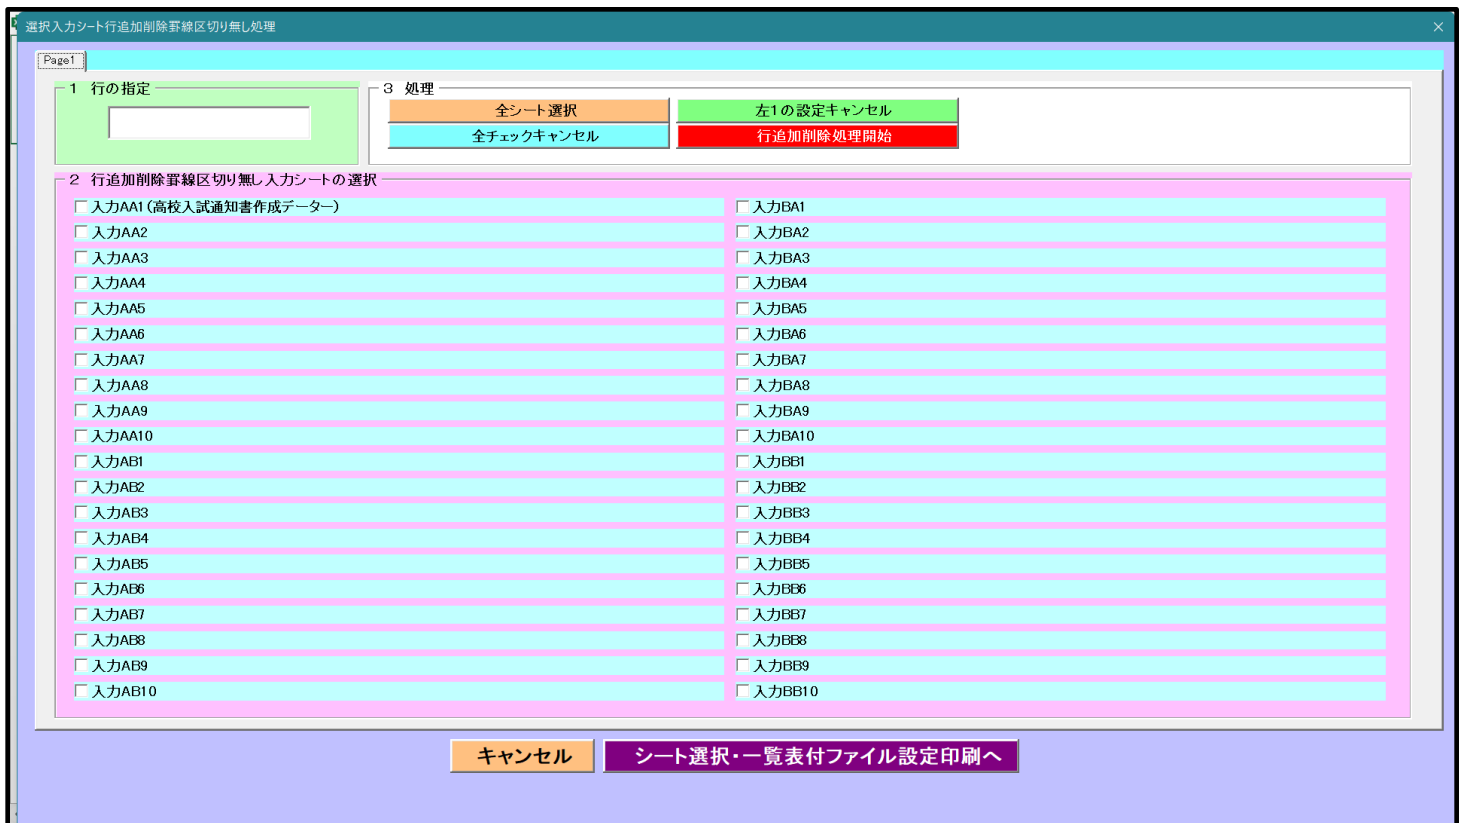 選択入力シート行追加削除罫線区切り無し処理
Page1
1 行の指定
3 処理
全シート選択
左1の設定キャンセル
全チェックキャンセル
行追加削除処理開始
2 行追加削除罫線区切り無し入力シートの選択
入力AA1(高校入試通知書作成データー)
入力BA1
入力AA2
入力BA2
入力AA3
入力BA3
入力AA4
入力BA4
入力AA5
入力BA5
入力AA6
入力BA6
入力AA7
入力BA7
入力AA8
入力BA8
入力AA9
入力BA9
入力AA10
入力BA10
入力AB1
入力BB1
入力AB2
入力BB2
入力AB3
入力BB3
入力AB4
入力BB4
入力AB5
入力BB5
入力AB6
入力BB6
入力AB7
入力BB7
入力AB8
入力BB8
入力AB9
入力BB9
入力AB10
入力BB10
キャンセル
シート選択・一覧表付ファイル設定印刷へ